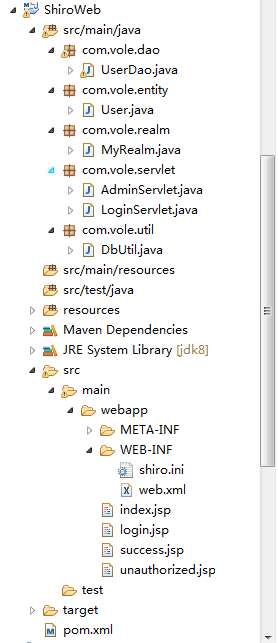 ShiroWeb
src/main/java
com.vole.dao
UserDao.java
com.vole.entity
User.java
com.vole.realm
MyRealm.java
com.vole.servlet
AdminServlet.java
LoginServlet.java
com.vole.util
DbUtil.java
src/main/resources
src/test/java
resources
Maven Dependencies
JRE System Library [jdk8]
src
main
webapp
META-INF
WEB-INF
shiro.ini
web.xml
index.jsp
login.jsp
success.jsp
unauthorized.jsp
test
target
pom.xml